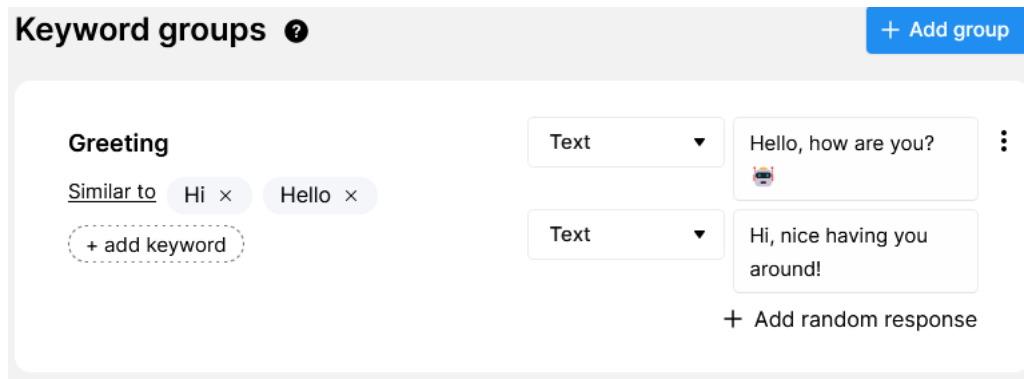 Keyword groups ?
+ Add group
Greeting
Similar to Hi × Hello ×
+ add keyword
Text
Hello, how are you?
🤖
Text
Hi, nice having you
around!
+ Add random response